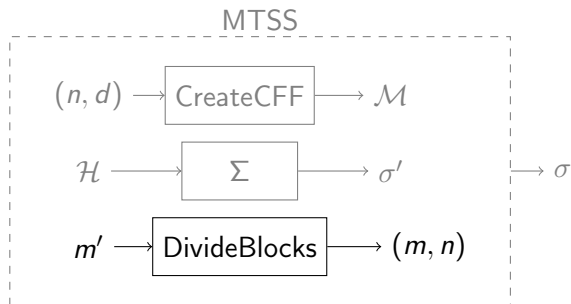 MTSS
(n, d) CreateCFF ℳ
ℋ Σ σ′ σ
m′ DivideBlocks (m, n)